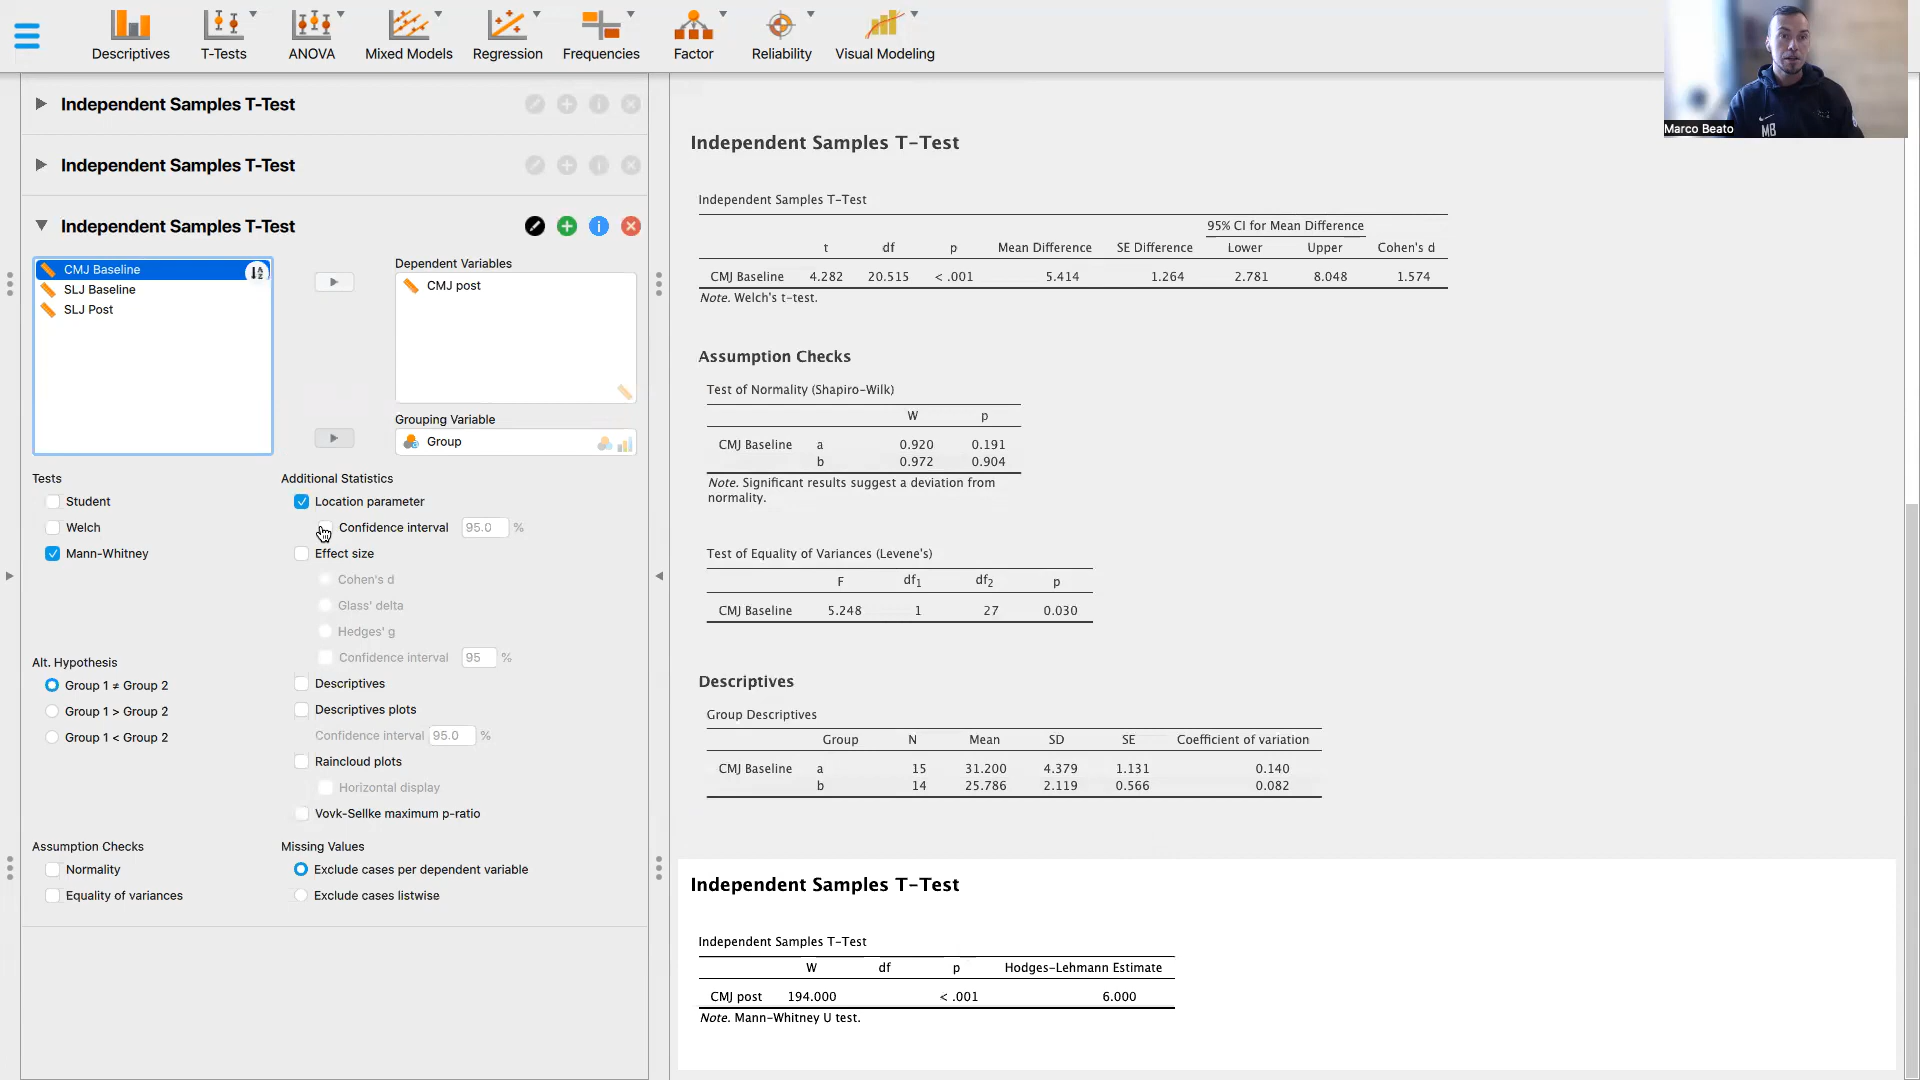 Descriptives
T-Tests
ANOVA
Mixed Models
Regression
Frequencies
Factor
Reliability
Visual Modeling
Marco Beato
MB
Independent Samples T-Test
Independent Samples T-Test
Independent Samples T-Test
CMJ Baseline
SLJ Baseline
SLJ Post
Dependent Variables
CMJ post
Grouping Variable
Group
Tests
Student
Welch
Mann-Whitney
Alt. Hypothesis
Group 1 ≠ Group 2
Group 1 > Group 2
Group 1 < Group 2
Assumption Checks
Normality
Equality of variances
Additional Statistics
Location parameter
Confidence interval 95.0 %
Effect size
Cohen's d
Glass' delta
Hedges' g
Confidence interval 95 %
Descriptives
Descriptives plots
Confidence interval 95.0 %
Raincloud plots
Horizontal display
Vovk-Sellke maximum p-ratio
Missing Values
Exclude cases per dependent variable
Exclude cases listwise
Independent Samples T-Test
Independent Samples T-Test
95% CI for Mean Difference
t df p Mean Difference SE Difference Lower Upper Cohen's d
CMJ Baseline 4.282 20.515 < .001 5.414 1.264 2.781 8.048 1.574
Note. Welch's t-test.
Assumption Checks
Test of Normality (Shapiro-Wilk)
W p
CMJ Baseline a 0.920 0.191
b 0.972 0.904
Note. Significant results suggest a deviation from
normality.
Test of Equality of Variances (Levene's)
F df1 df2 p
CMJ Baseline 5.248 1 27 0.030
Descriptives
Group Descriptives
Group N Mean SD SE Coefficient of variation
CMJ Baseline a 15 31.200 4.379 1.131 0.140
b 14 25.786 2.119 0.566 0.082
Independent Samples T-Test
Independent Samples T-Test
W df p Hodges-Lehmann Estimate
CMJ post 194.000 < .001 6.000
Note. Mann-Whitney U test.